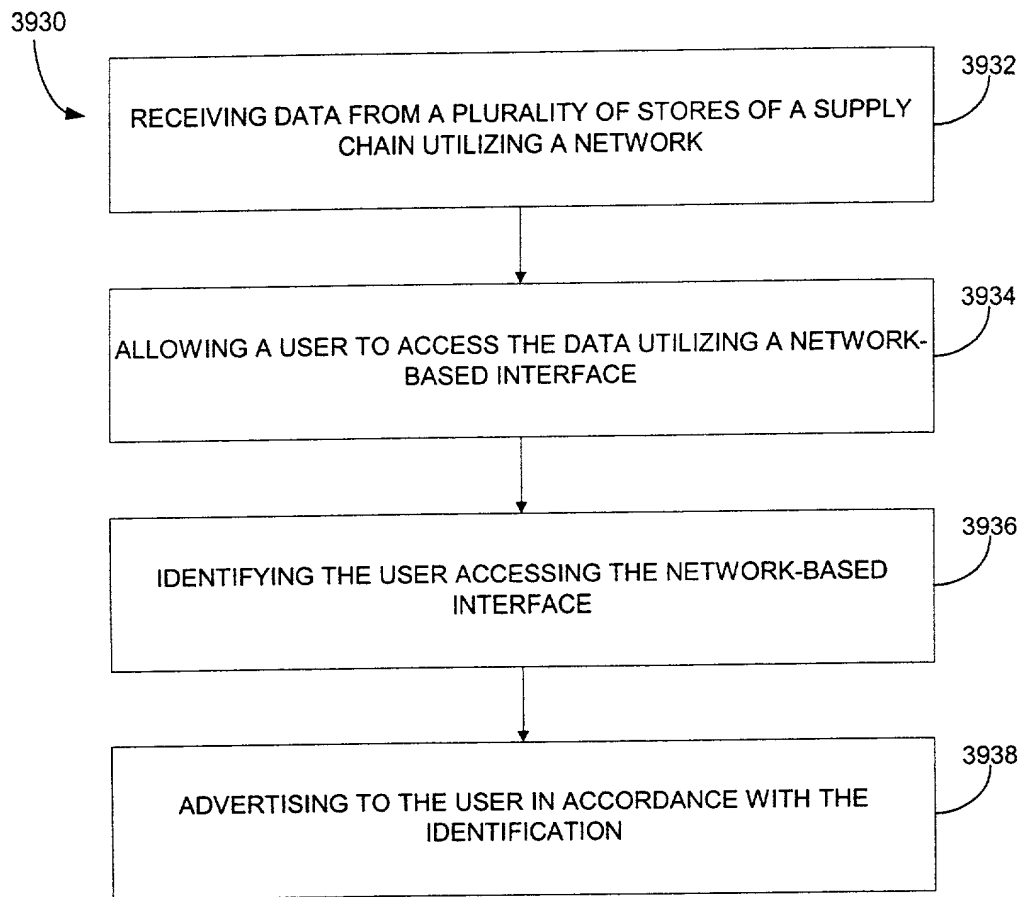 3930
3932
RECEIVING DATA FROM A PLURALITY OF STORES OF A SUPPLY
CHAIN UTILIZING A NETWORK
3934
ALLOWING A USER TO ACCESS THE DATA UTILIZING A NETWORK-
BASED INTERFACE
3936
IDENTIFYING THE USER ACCESSING THE NETWORK-BASED
INTERFACE
3938
ADVERTISING TO THE USER IN ACCORDANCE WITH THE
IDENTIFICATION